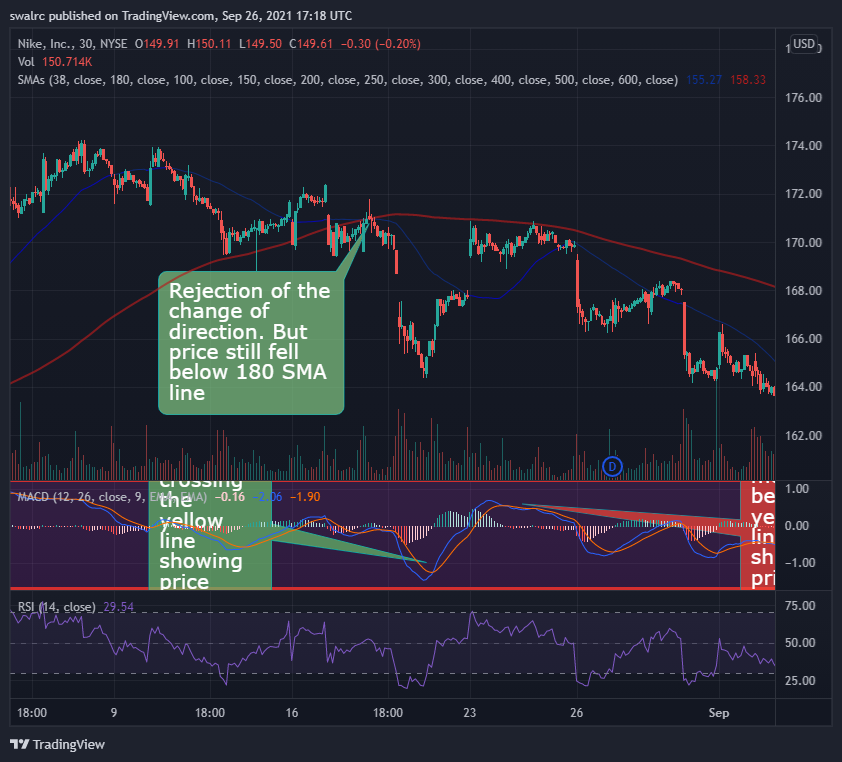 swalrc published on TradingView.com, Sep 26, 2021 17:18 UTC
Nike, Inc., 30, NYSE O149.91 H150.11 L149.50 C149.61 −0.30 (−0.20%)
USD
Vol 150.714K
SMAs (38, close, 180, close, 100, close, 150, close, 200, close, 250, close, 300, close, 400, close, 500, close, 600, close) 155.27 158.33
176.00
174.00
172.00
170.00
168.00
166.00
164.00
162.00
Rejection of the
change of
direction. But
price still fell
below 180 SMA
line
D
MACD (12, 26, close, 9, EMA, EMA) −0.16 −2.06 −1.90
crossing
the
yellow
line
showing
price
be
ye
lin
sh
pri
1.00
0.00
−1.00
RSI (14, close) 29.54
75.00
50.00
25.00
18:00 9 18:00 16 18:00 23 26 Sep
TradingView